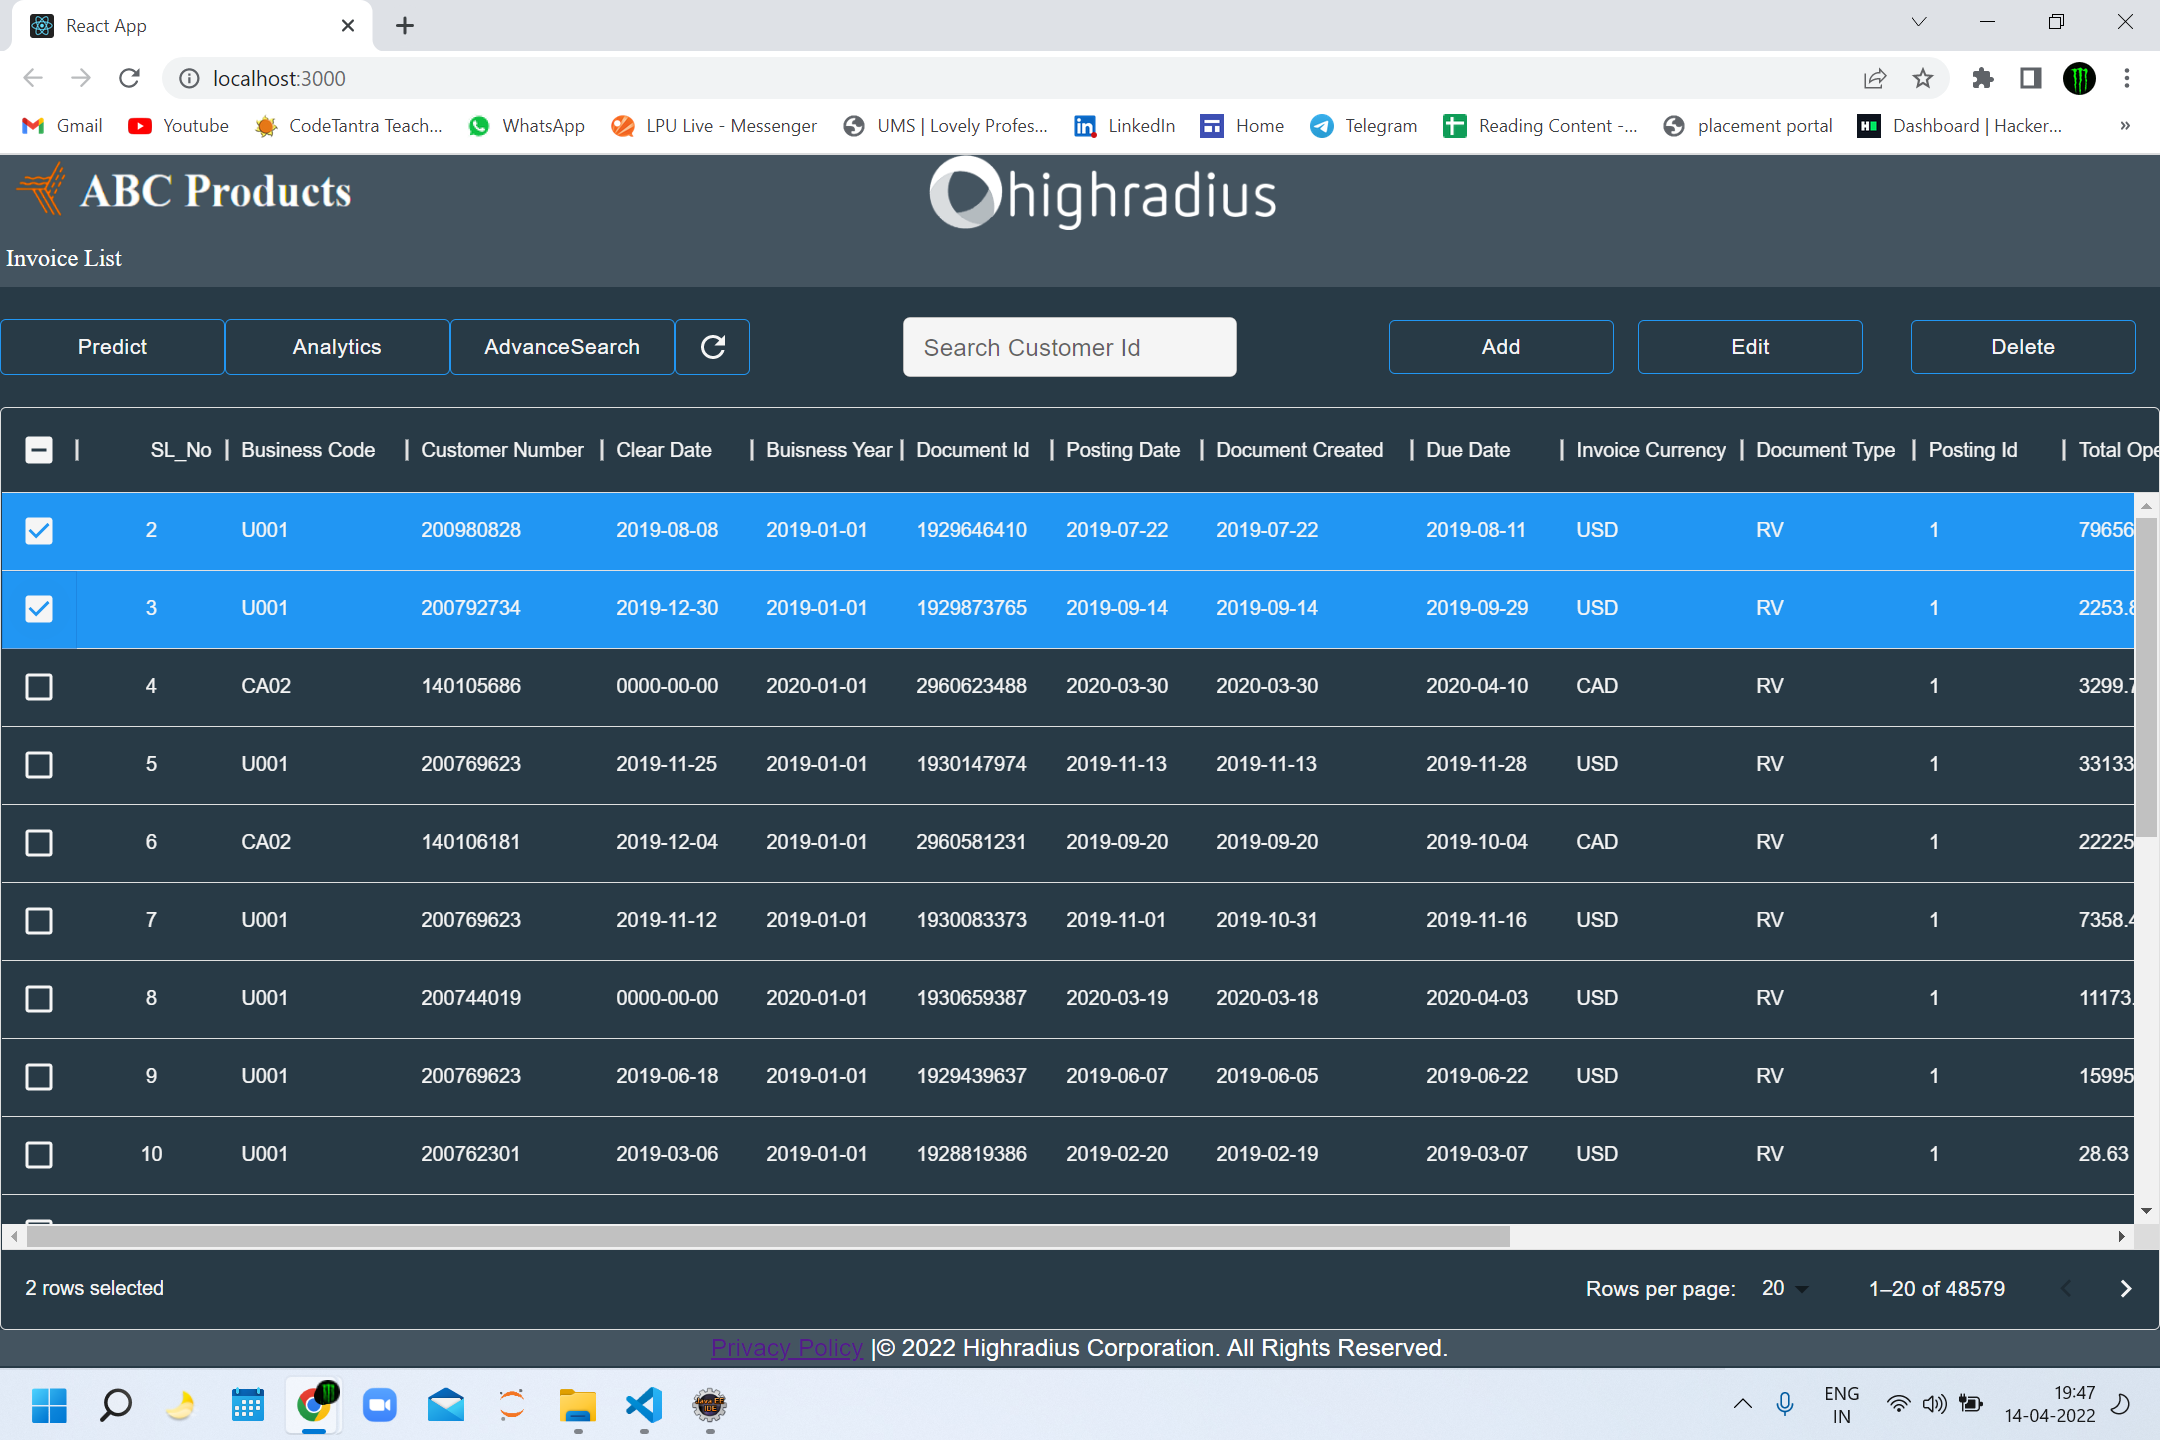 React App
localhost:3000
Gmail Youtube CodeTantra Teach... WhatsApp LPU Live - Messenger UMS | Lovely Profes... LinkedIn Home Telegram Reading Content -... placement portal Dashboard | Hacker... »
ABC Products highradius
Invoice List
Predict Analytics AdvanceSearch Search Customer Id Add Edit Delete
SL_No Business Code Customer Number Clear Date Buisness Year Document Id Posting Date Document Created Due Date Invoice Currency Document Type Posting Id Total Ope
2 U001 200980828 2019-08-08 2019-01-01 1929646410 2019-07-22 2019-07-22 2019-08-11 USD RV 1 79656
3 U001 200792734 2019-12-30 2019-01-01 1929873765 2019-09-14 2019-09-14 2019-09-29 USD RV 1 2253.8
4 CA02 140105686 0000-00-00 2020-01-01 2960623488 2020-03-30 2020-03-30 2020-04-10 CAD RV 1 3299.7
5 U001 200769623 2019-11-25 2019-01-01 1930147974 2019-11-13 2019-11-13 2019-11-28 USD RV 1 33133
6 CA02 140106181 2019-12-04 2019-01-01 2960581231 2019-09-20 2019-09-20 2019-10-04 CAD RV 1 22225
7 U001 200769623 2019-11-12 2019-01-01 1930083373 2019-11-01 2019-10-31 2019-11-16 USD RV 1 7358.4
8 U001 200744019 0000-00-00 2020-01-01 1930659387 2020-03-19 2020-03-18 2020-04-03 USD RV 1 11173.
9 U001 200769623 2019-06-18 2019-01-01 1929439637 2019-06-07 2019-06-05 2019-06-22 USD RV 1 15995
10 U001 200762301 2019-03-06 2019-01-01 1928819386 2019-02-20 2019-02-19 2019-03-07 USD RV 1 28.63
2 rows selected Rows per page: 20 1–20 of 48579
Privacy Policy |© 2022 Highradius Corporation. All Rights Reserved.
ENG 19:47
IN 14-04-2022